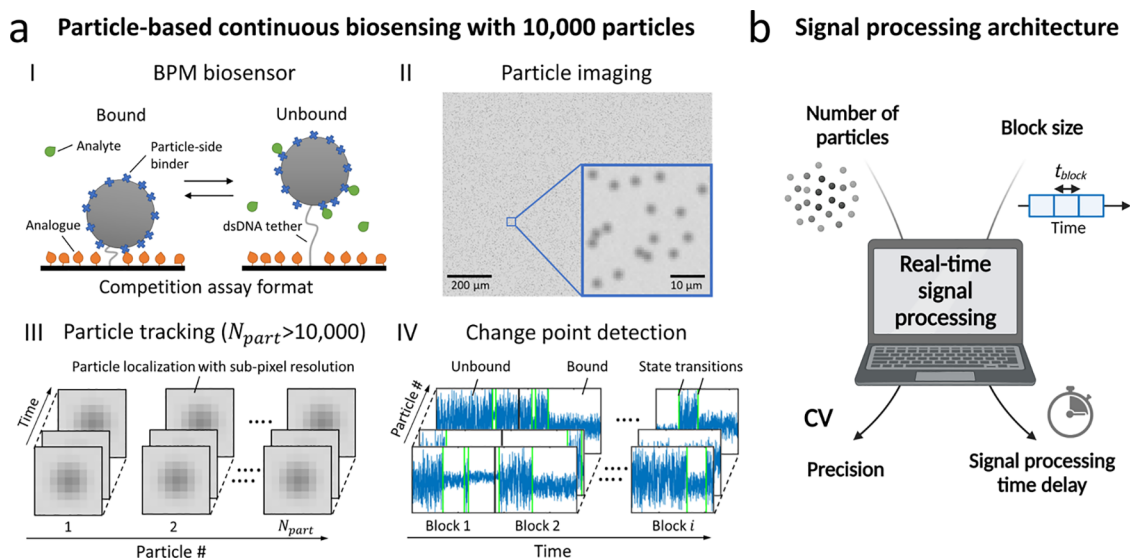 a Particle-based continuous biosensing with 10,000 particles
I BPM biosensor
Bound
Unbound
Analyte
Particle-side
binder
Analogue
dsDNA tether
Competition assay format
II Particle imaging
200 µm
10 µm
III Particle tracking (N_part>10,000)
Particle localization with sub-pixel resolution
Time
1
2
N_part
Particle #
IV Change point detection
Unbound
Bound
State transitions
Particle #
Block 1
Block 2
Block i
Time
b Signal processing architecture
Number of
particles
Block size
t_block
Time
Real-time
signal
processing
CV
Precision
Signal processing
time delay